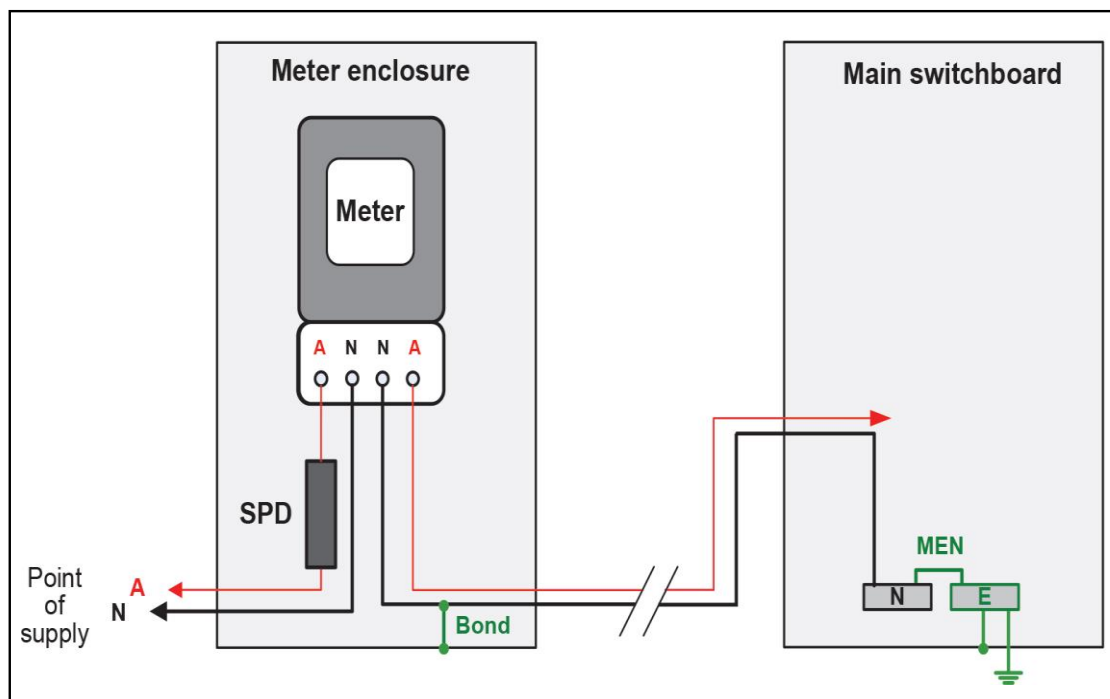 Meter enclosure
Main switchboard
Meter
A N N A
SPD
MEN
Point
of
supply
A
N
Bond
N
E